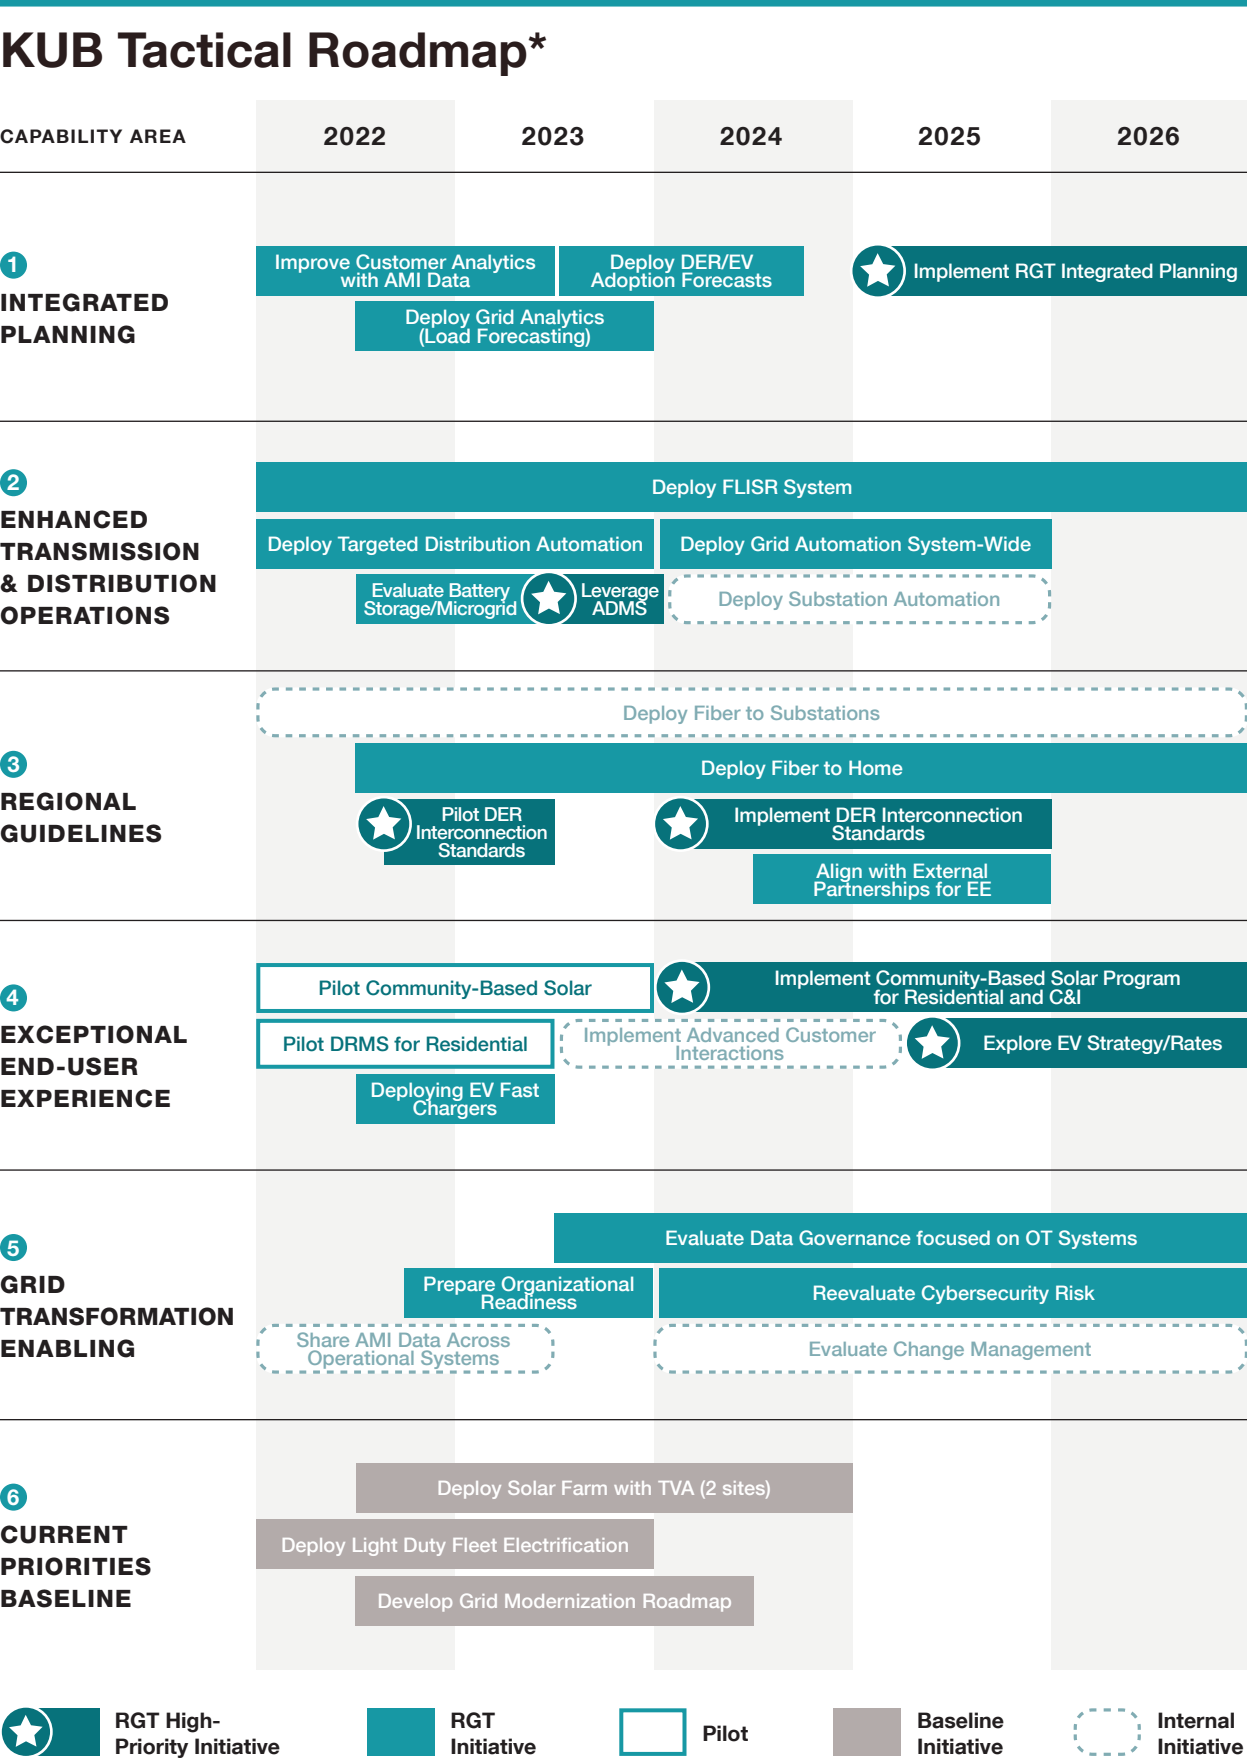 KUB Tactical Roadmap*
CAPABILITY AREA
2022
2023
2024
2025
2026
1
INTEGRATED
PLANNING
Improve Customer Analytics
with AMI Data
Deploy DER/EV
Adoption Forecasts
Implement RGT Integrated Planning
Deploy Grid Analytics
(Load Forecasting)
2
ENHANCED
TRANSMISSION
& DISTRIBUTION
OPERATIONS
Deploy FLISR System
Deploy Targeted Distribution Automation
Deploy Grid Automation System-Wide
Evaluate Battery
Storage/Microgrid
Leverage
ADMS
Deploy Substation Automation
3
REGIONAL
GUIDELINES
Deploy Fiber to Substations
Deploy Fiber to Home
Pilot DER
Interconnection
Standards
Implement DER Interconnection
Standards
Align with External
Partnerships for EE
4
EXCEPTIONAL
END-USER
EXPERIENCE
Pilot Community-Based Solar
Implement Community-Based Solar Program
for Residential and C&I
Pilot DRMS for Residential
Implement Advanced Customer
Interactions
Explore EV Strategy/Rates
Deploying EV Fast
Chargers
5
GRID
TRANSFORMATION
ENABLING
Evaluate Data Governance focused on OT Systems
Prepare Organizational
Readiness
Reevaluate Cybersecurity Risk
Share AMI Data Across
Operational Systems
Evaluate Change Management
6
CURRENT
PRIORITIES
BASELINE
Deploy Solar Farm with TVA (2 sites)
Deploy Light Duty Fleet Electrification
Develop Grid Modernization Roadmap
RGT High-
Priority Initiative
RGT
Initiative
Pilot
Baseline
Initiative
Internal
Initiative